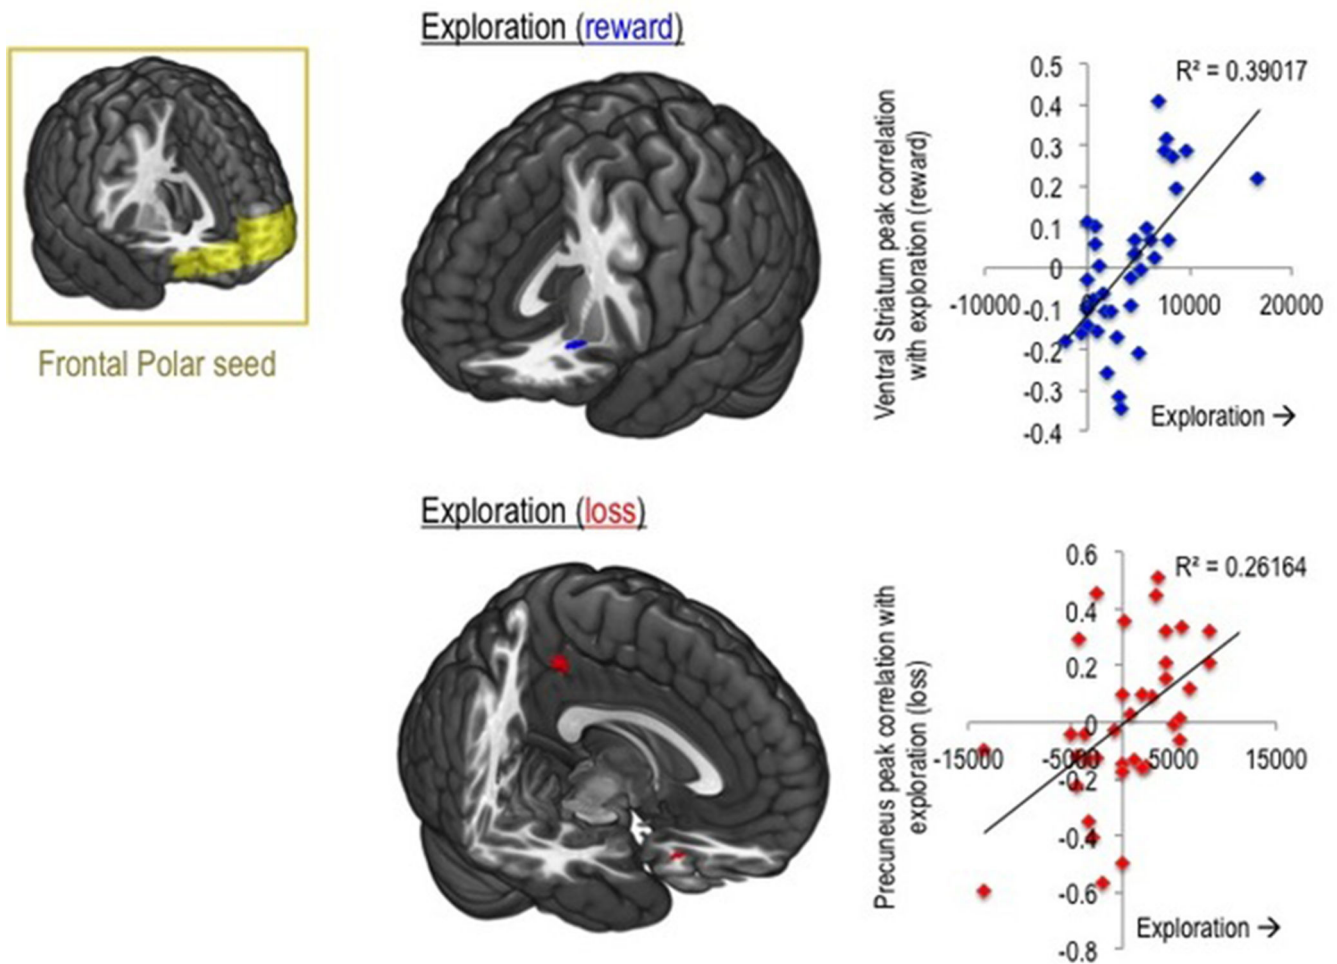 Exploration (reward)
Frontal Polar seed
Ventral Striatum peak correlation
with exploration (reward)
R² = 0.39017
0.5
0.4
0.3
0.2
0.1
0
-0.1
-0.2
-0.3
-0.4
-10000
10000
20000
Exploration →
Exploration (loss)
Precuneus peak correlation with
exploration (loss)
R² = 0.26164
0.6
0.4
0.2
0
-0.2
-0.4
-0.6
-0.8
-15000
-5000
5000
15000
Exploration →